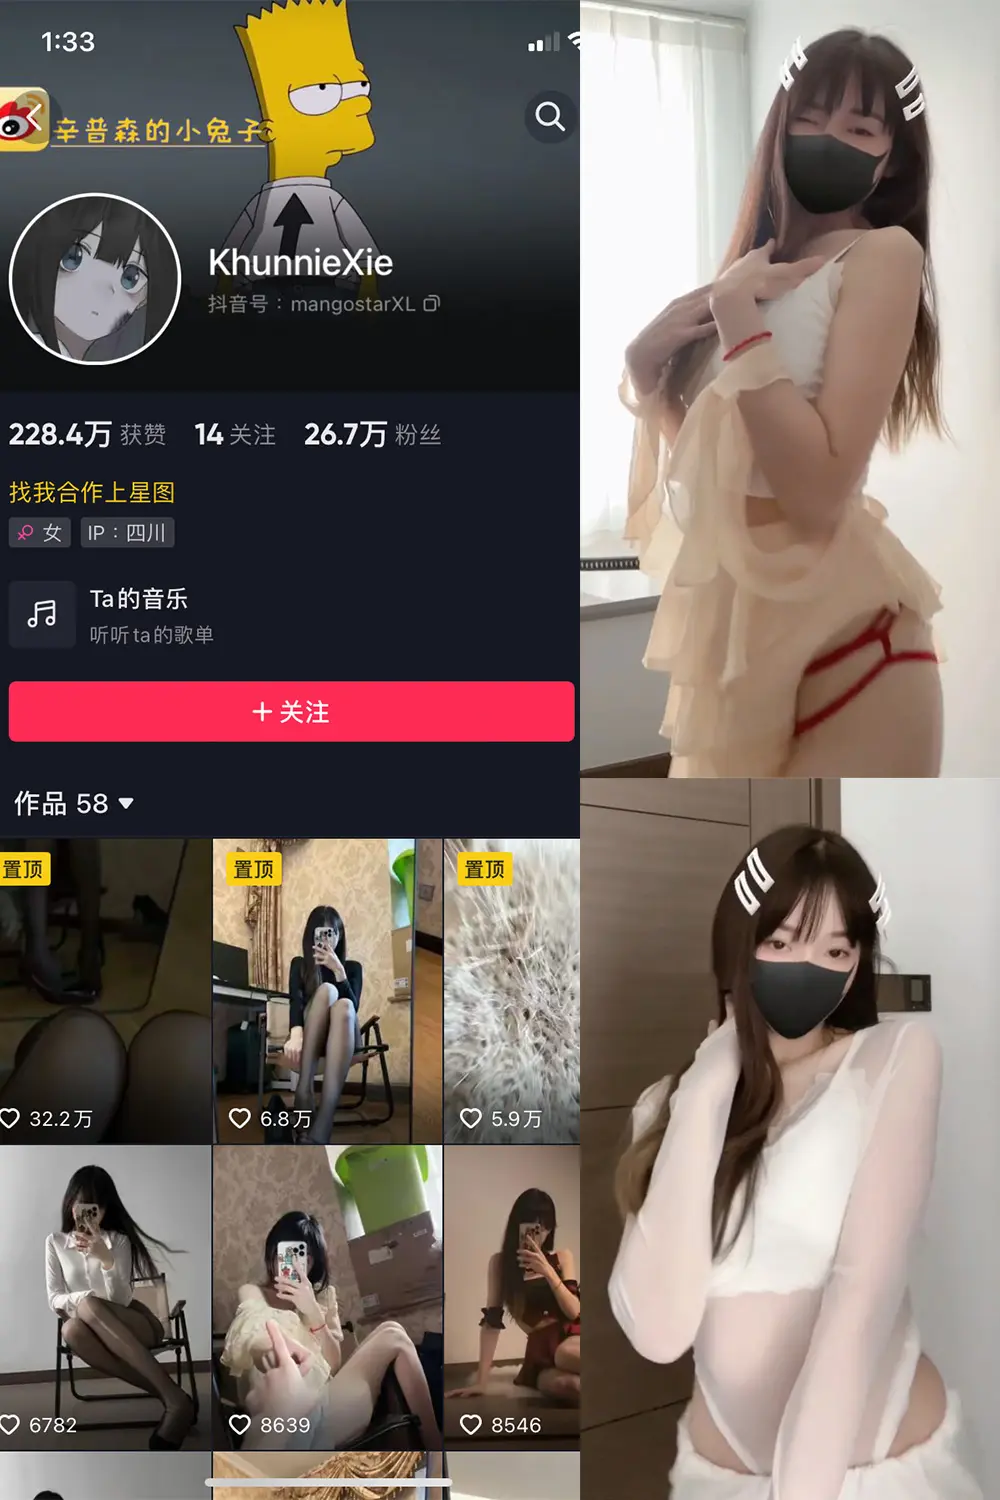 1:33
辛普森的小兔子
KhunnieXie
抖音号：mangostarXL
228.4万 获赞 14 关注 26.7万 粉丝
找我合作上星图
女 IP：四川
Ta的音乐
听听ta的歌单
+ 关注
作品 58
置顶 置顶 置顶
32.2万 6.8万 5.9万
6782 8639 8546